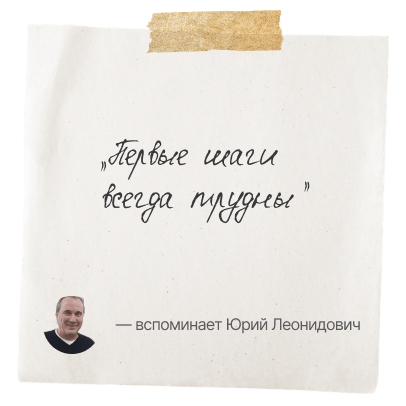 „Первые шаги
всегда трудны"
— вспоминает Юрий Леонидович